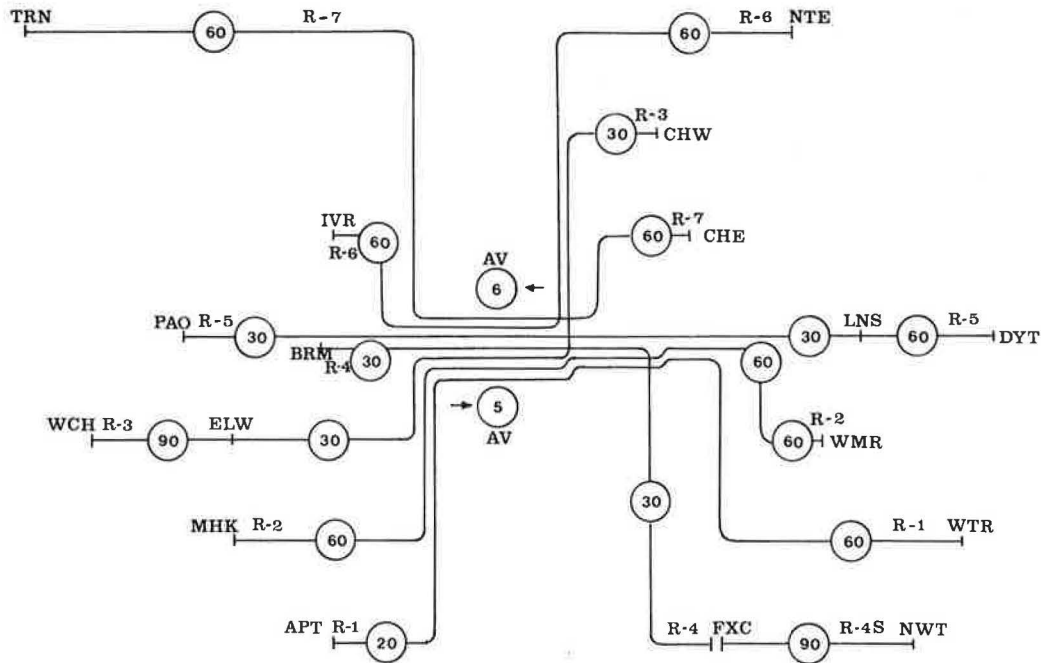 TRN 60 R-7
R-6 NTE
60
R-3
30 CHW
IVR
R-6 60
R-7
60 CHE
AV
6
PAO R-5 30
30 LNS 60 R-5 DYT
BRM
R-4 30
60
5
AV
WCH R-3 90 ELW 30
R-2
60 WMR
30
MHK R-2 60
60 R-1 WTR
APT R-1 20
R-4 FXC 90 R-4S NWT